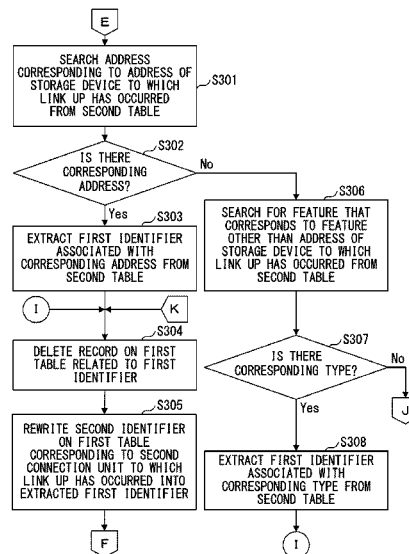 E
SEARCH ADDRESS
CORRESPONDING TO ADDRESS OF
STORAGE DEVICE TO WHICH
LINK UP HAS OCCURRED
FROM SECOND TABLE
S301
IS THERE
CORRESPONDING
ADDRESS?
S302
No
Yes
S303
EXTRACT FIRST IDENTIFIER
ASSOCIATED WITH
CORRESPONDING ADDRESS FROM
SECOND TABLE
I
K
S304
DELETE RECORD ON FIRST
TABLE RELATED TO FIRST
IDENTIFIER
S305
REWRITE SECOND IDENTIFIER
ON FIRST TABLE
CORRESPONDING TO SECOND
CONNECTION UNIT TO WHICH
LINK UP HAS OCCURRED INTO
EXTRACTED FIRST IDENTIFIER
F
S306
SEARCH FOR FEATURE THAT
CORRESPONDS TO FEATURE
OTHER THAN ADDRESS OF
STORAGE DEVICE TO WHICH
LINK UP HAS OCCURRED FROM
SECOND TABLE
S307
IS THERE
CORRESPONDING TYPE?
No
J
Yes
S308
EXTRACT FIRST IDENTIFIER
ASSOCIATED WITH
CORRESPONDING TYPE FROM
SECOND TABLE
I